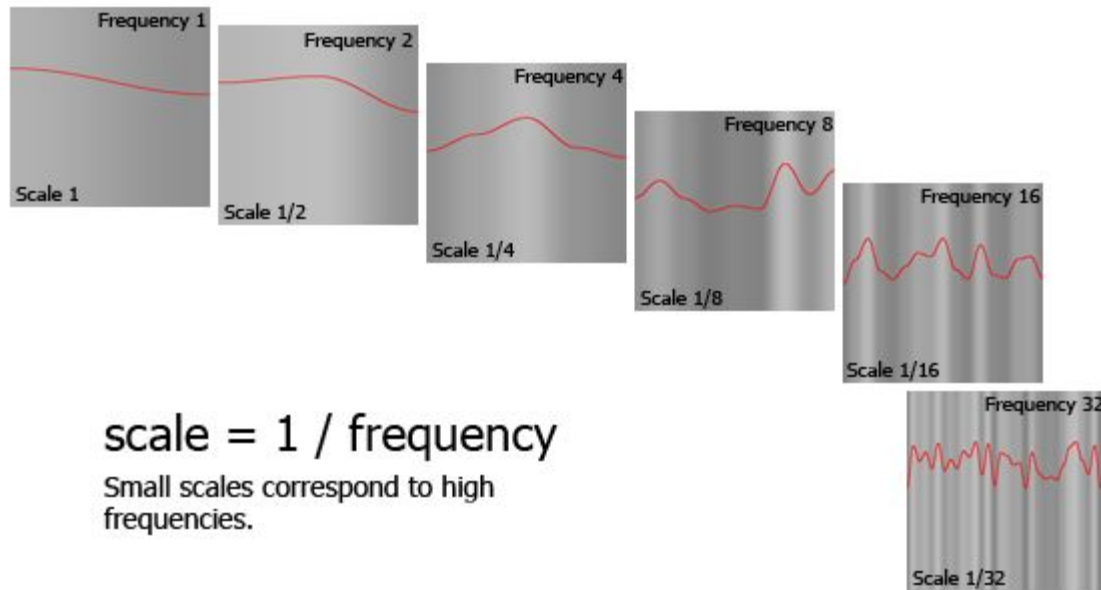 Frequency 1
Scale 1
Frequency 2
Scale 1/2
Frequency 4
Scale 1/4
Frequency 8
Scale 1/8
Frequency 16
Scale 1/16
Frequency 32
Scale 1/32
scale = 1 / frequency
Small scales correspond to high
frequencies.